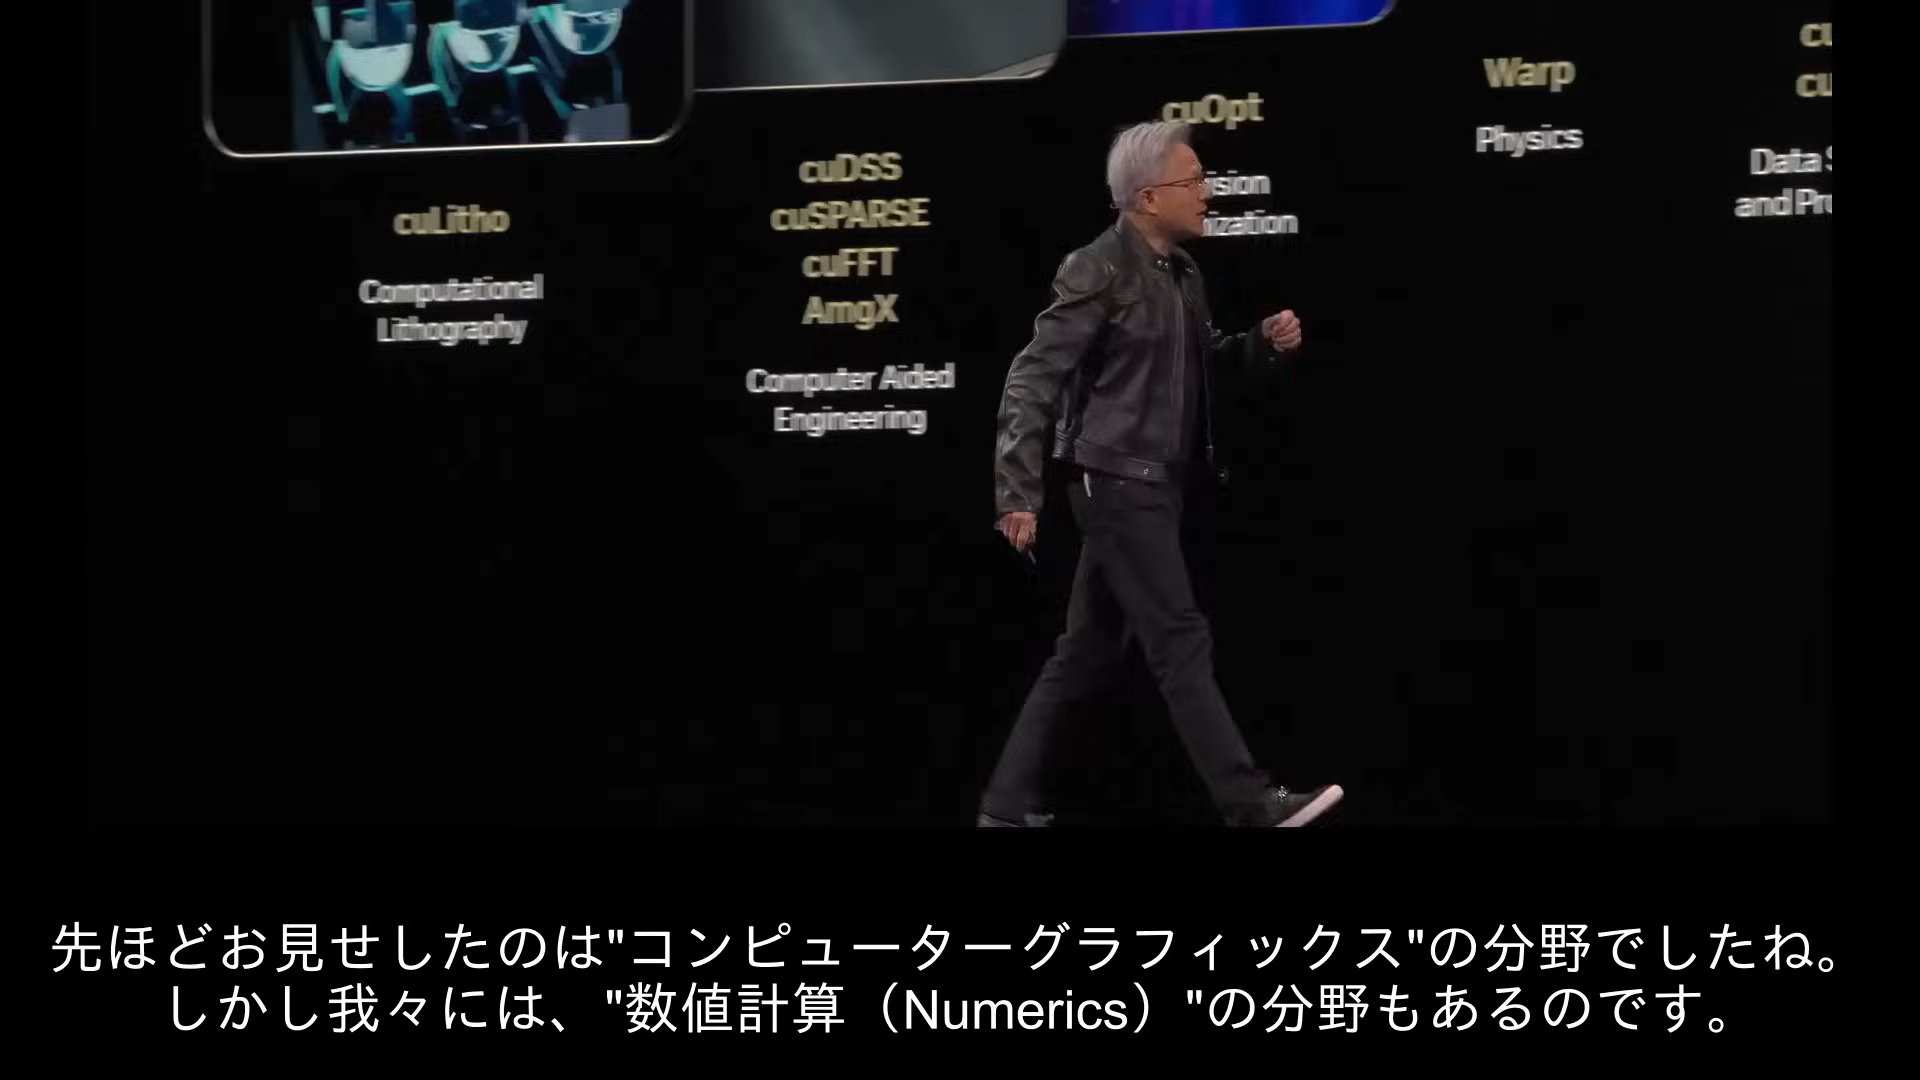 cuLitho
Computational
Lithography
cuDSS
cuSPARSE
cuFFT
AmgX
Computer Aided
Engineering
cuOpt
Warp
Physics
Data
先ほどお見せしたのは"コンピューターグラフィックス"の分野でしたね。
しかし我々には、"数値計算（Numerics）"の分野もあるのです。